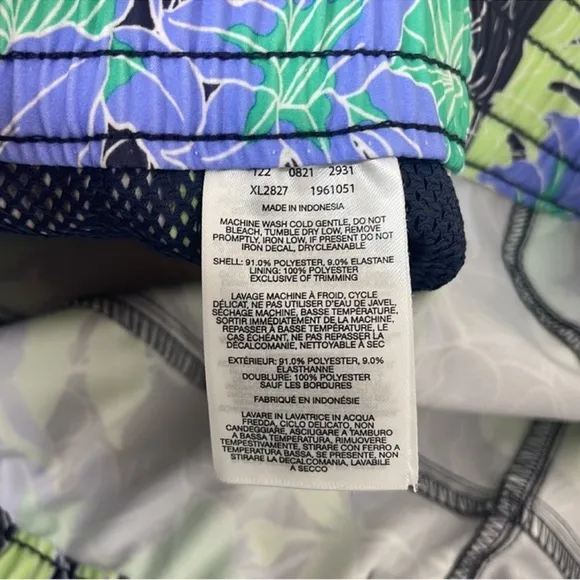 122 0821 2931
XL2827 1961051
MADE IN INDONESIA
MACHINE WASH COLD GENTLE, DO NOT
BLEACH, TUMBLE DRY LOW, REMOVE
PROMPTLY, IRON LOW, IF PRESENT DO NOT
IRON DECAL, DRYCLEANABLE
SHELL: 91.0% POLYESTER, 9.0% ELASTANE
LINING: 100% POLYESTER
EXCLUSIVE OF TRIMMING
LAVAGE MACHINE À FROID, CYCLE
DÉLICAT, NE PAS UTILISER D'EAU DE JAVEL,
SÉCHAGE MACHINE, BASSE TEMPÉRATURE,
SORTIR IMMÉDIATEMENT DE LA MACHINE,
REPASSER À BASSE TEMPÉRATURE, LE
CAS ÉCHÉANT, NE PAS REPASSER LA
DÉCALCOMANIE, NETTOYABLE À SEC
EXTÉRIEUR: 91.0% POLYESTER, 9.0%
ÉLASTHANNE
DOUBLURE: 100% POLYESTER
SAUF LES BORDURES
FABRIQUÉ EN INDONÉSIE
LAVARE IN LAVATRICE IN ACQUA
FREDDA, CICLO DELICATO, NON
CANDEGGIARE, ASCIUGARE A TAMBURO
A BASSA TEMPERATURA, RIMUOVERE
TEMPESTIVAMENTE, STIRARE CON FERRO A
TEMPERATURA BASSA, SE PRESENTE, NON
STIRARE LA DECALCOMANIA, LAVABILE
A SECCO